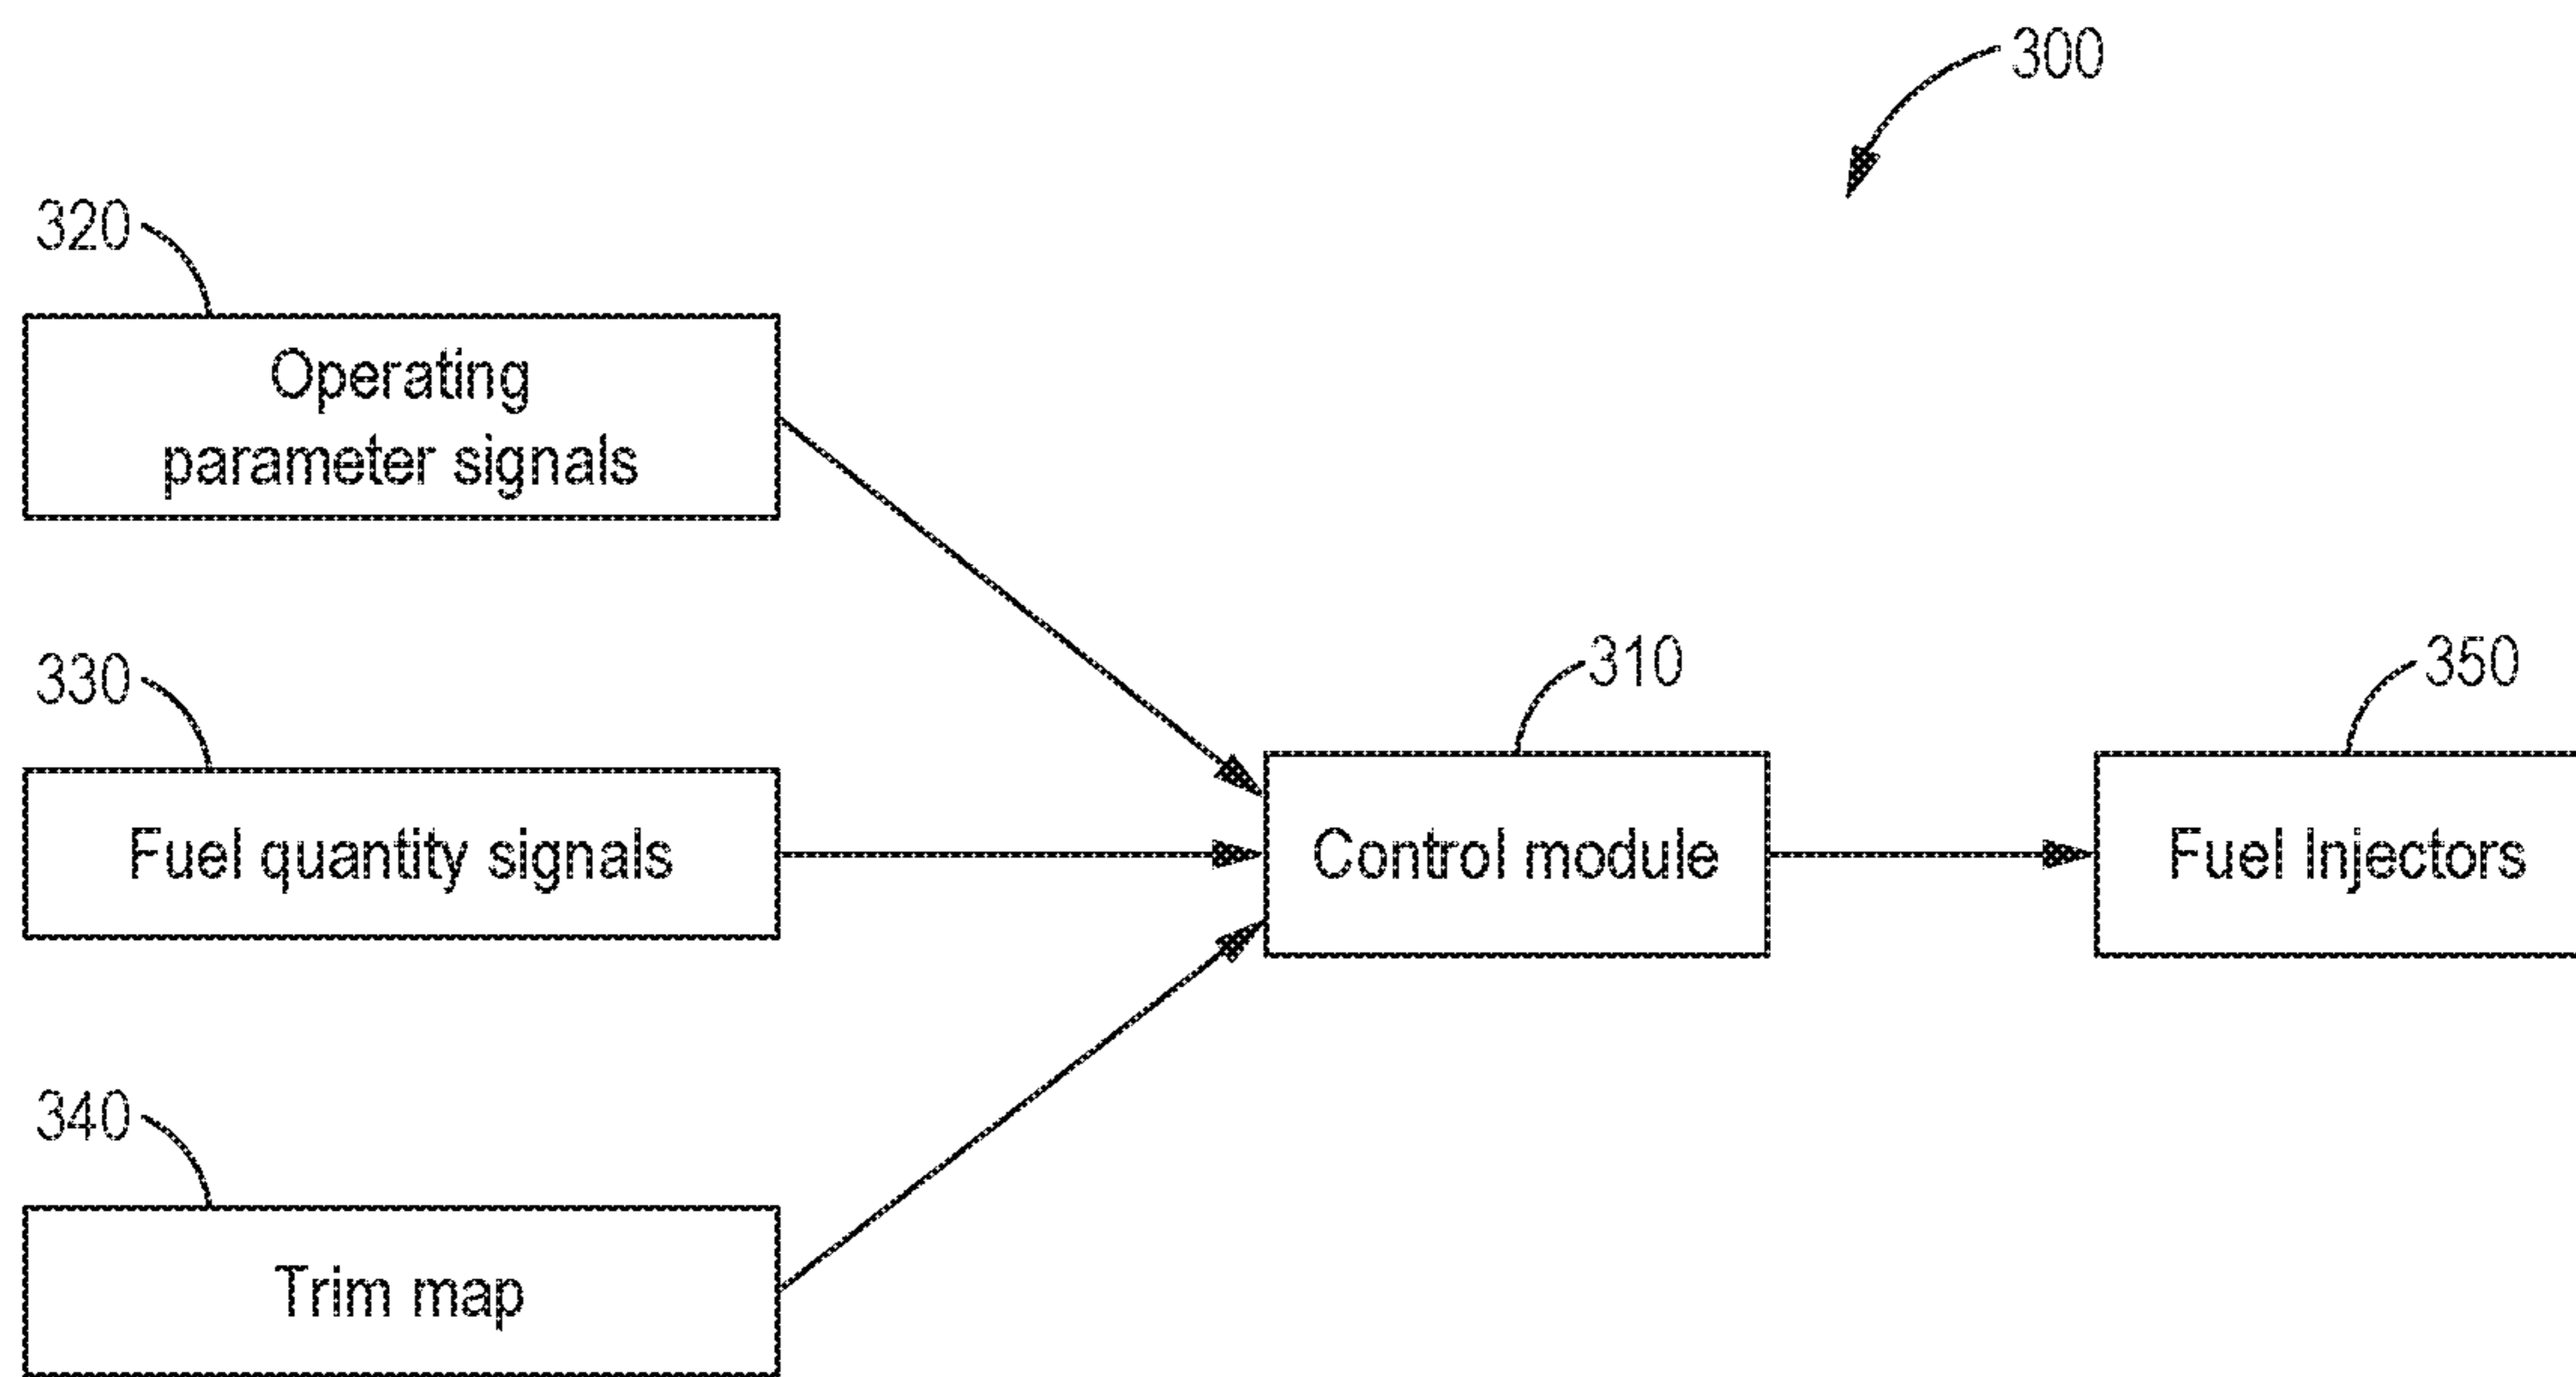 300
320
Operating
parameter signals
330
Fuel quantity signals
310
Control module
350
Fuel Injectors
340
Trim map